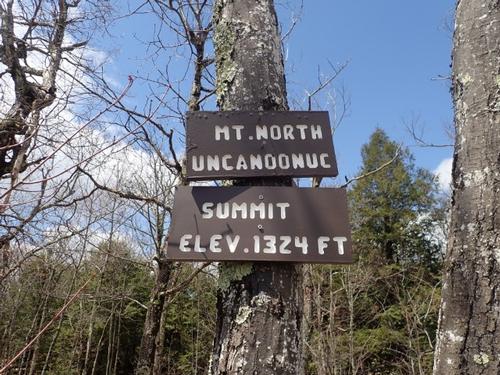 MT. NORTH
UNCANOONUC
SUMMIT
ELEV. 1324 FT